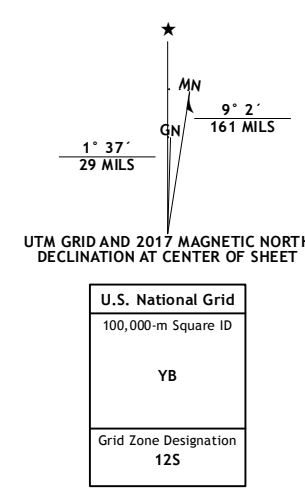 ★
MN
GN
9° 2´
161 MILS
1° 37´
29 MILS
UTM GRID AND 2017 MAGNETIC NORTH
DECLINATION AT CENTER OF SHEET
U.S. National Grid
100,000-m Square ID
YB
Grid Zone Designation
12S